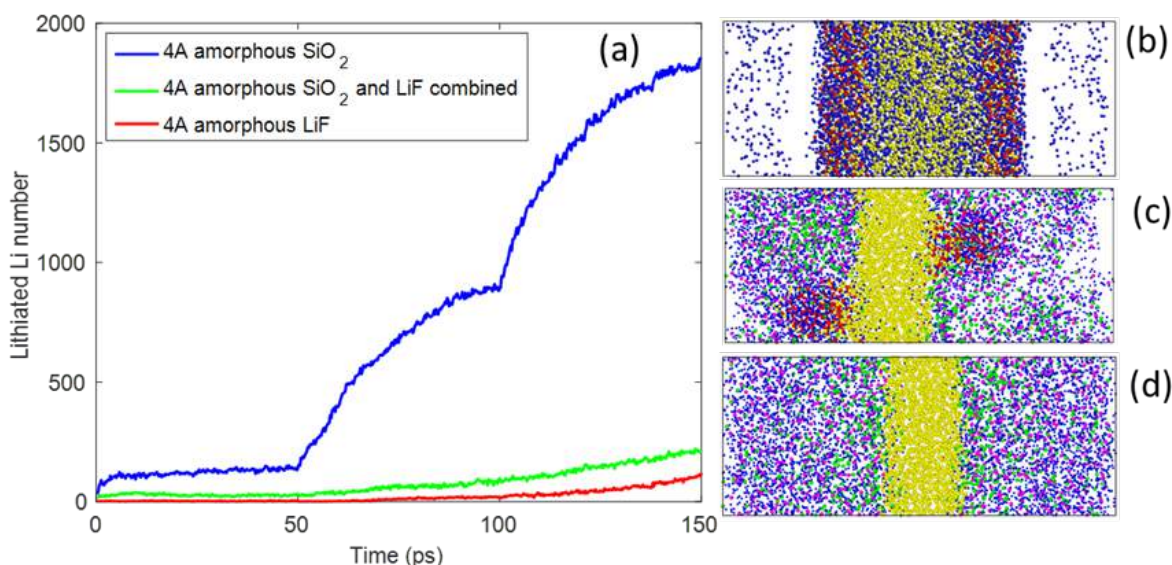 2000
1500
1000
500
0
0
50
100
150
Lithiated Li number
Time (ps)
4A amorphous SiO2
4A amorphous SiO2 and LiF combined
4A amorphous LiF
(a)
(b)
(c)
(d)